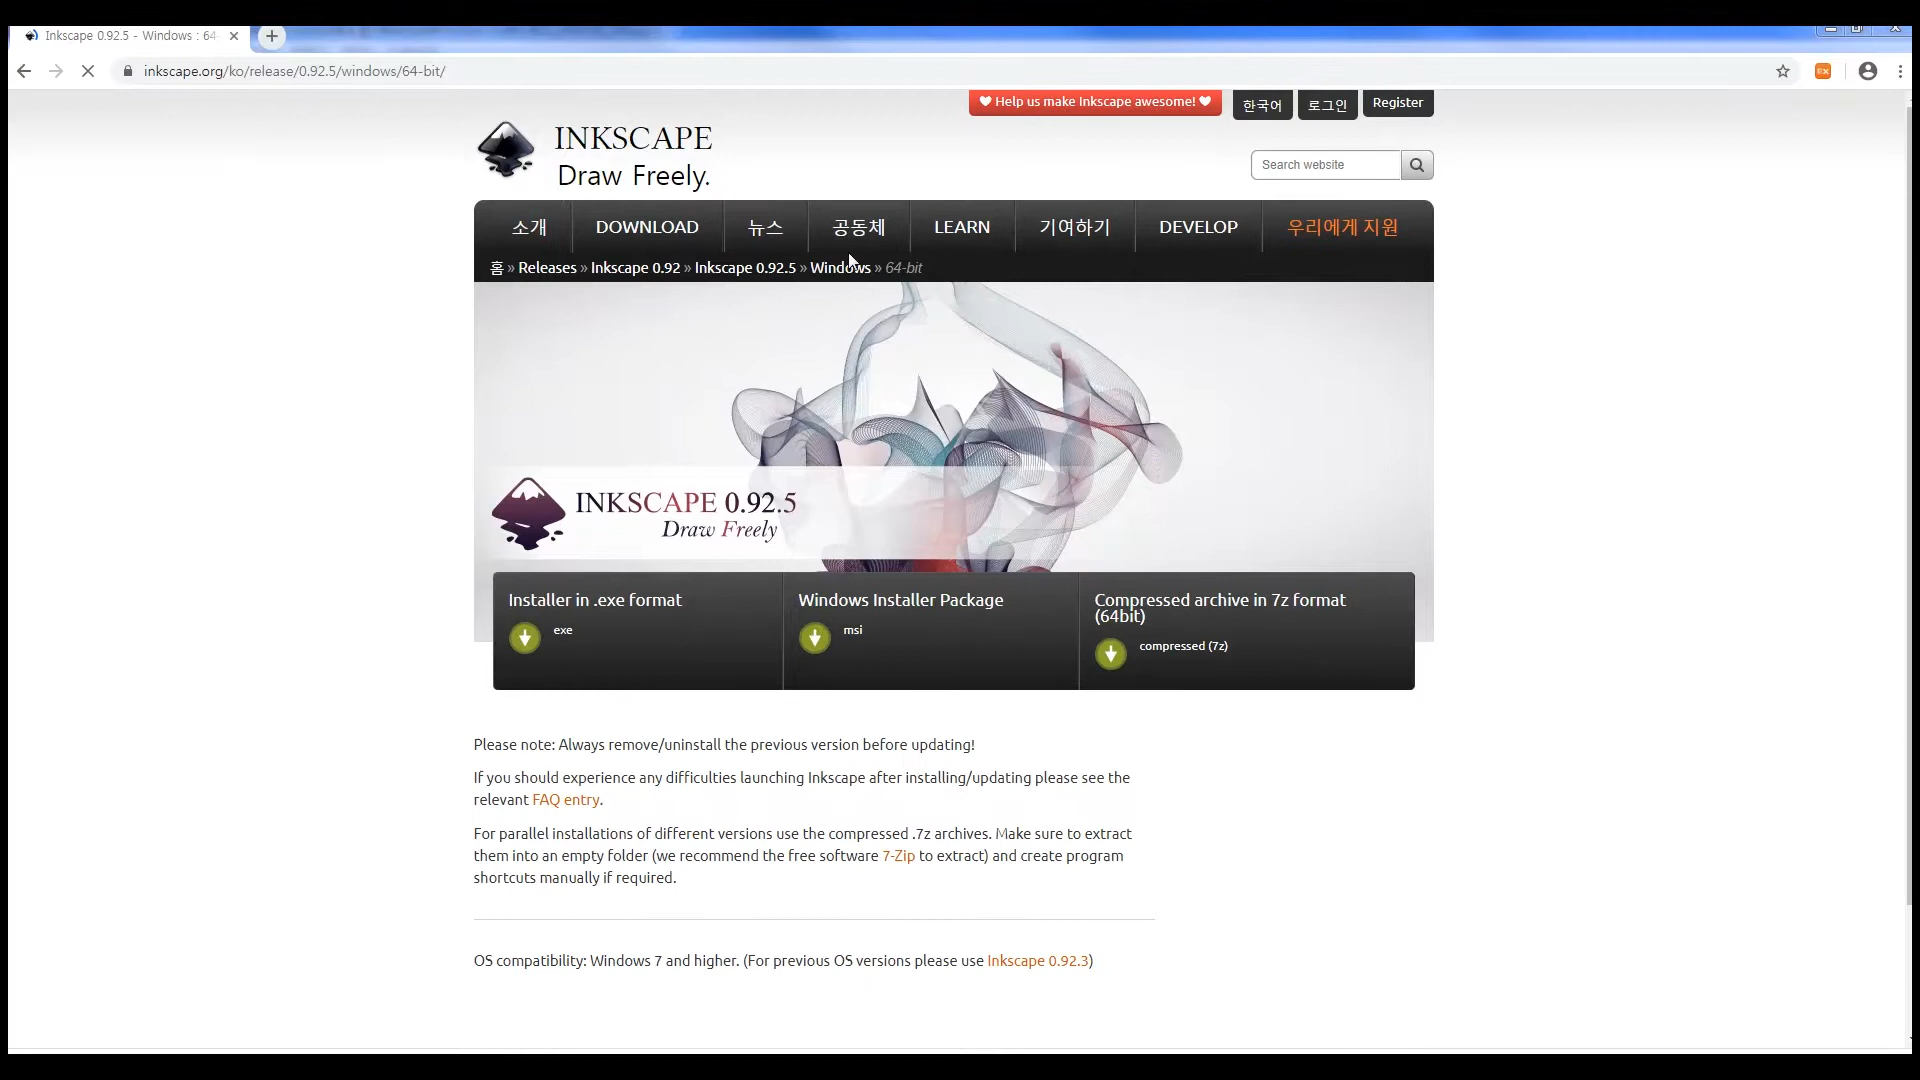 Inkscape 0.92.5 - Windows : 64-
inkscape.org/ko/release/0.92.5/windows/64-bit/
Help us make Inkscape awesome!
한국어
로그인
Register
INKSCAPE
Draw Freely.
Search website
소개
DOWNLOAD
뉴스
공동체
LEARN
기여하기
DEVELOP
우리에게 지원
홈 » Releases » Inkscape 0.92 » Inkscape 0.92.5 » Windows » 64-bit
INKSCAPE 0.92.5
Draw Freely
Installer in .exe format
exe
Windows Installer Package
msi
Compressed archive in 7z format
(64bit)
compressed (7z)
Please note: Always remove/uninstall the previous version before updating!
If you should experience any difficulties launching Inkscape after installing/updating please see the
relevant FAQ entry.
For parallel installations of different versions use the compressed .7z archives. Make sure to extract
them into an empty folder (we recommend the free software 7-Zip to extract) and create program
shortcuts manually if required.
OS compatibility: Windows 7 and higher. (For previous OS versions please use Inkscape 0.92.3)